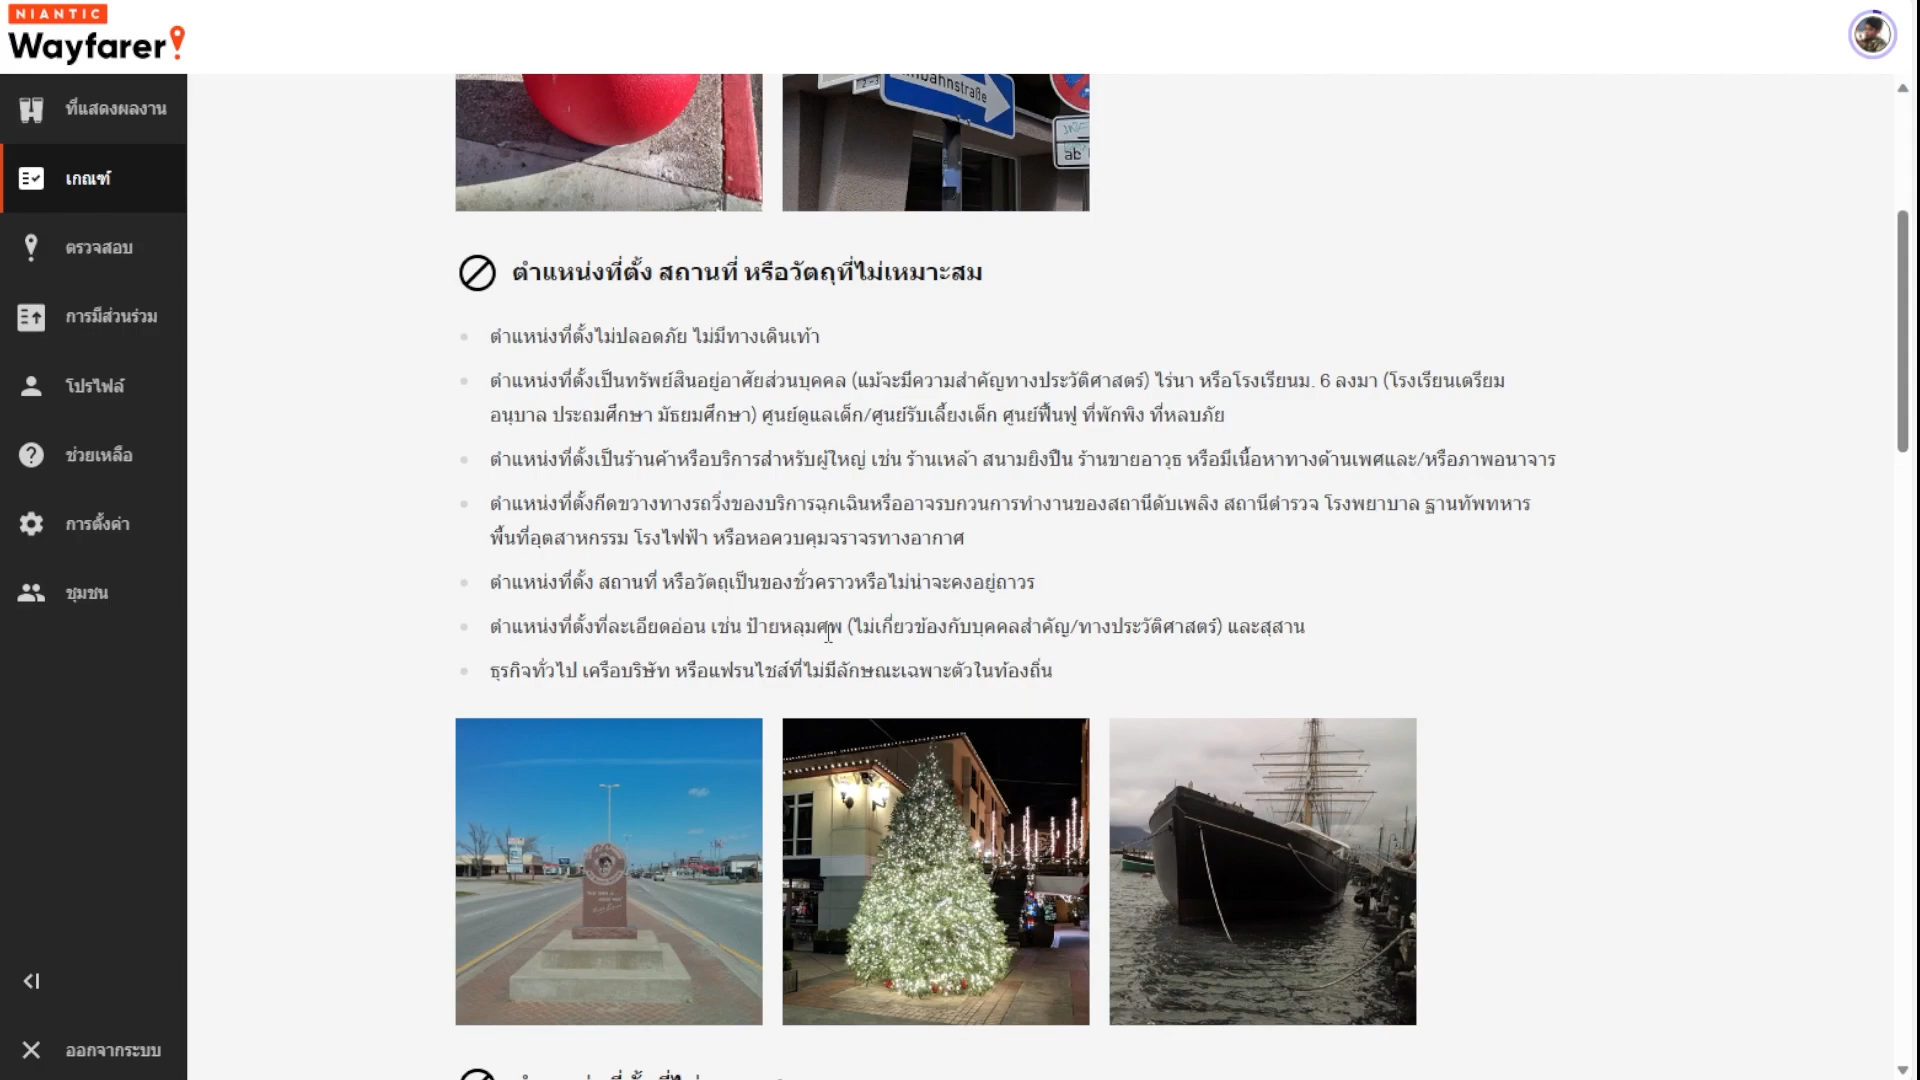 NIANTIC
Wayfarer
ที่แสดงผลงาน
เกณฑ์
ตรวจสอบ
การมีส่วนร่วม
โปรไฟล์
ช่วยเหลือ
การตั้งค่า
ชุมชน
ออกจากระบบ
ab
ตำแหน่งที่ตั้ง สถานที่ หรือวัตถุที่ไม่เหมาะสม
ตำแหน่งที่ตั้งไม่ปลอดภัย ไม่มีทางเดินเท้า
ตำแหน่งที่ตั้งเป็นทรัพย์สินอยู่อาศัยส่วนบุคคล (แม้จะมีความสำคัญทางประวัติศาสตร์) ไร่นา หรือโรงเรียนม. 6 ลงมา (โรงเรียนเตรียม
อนุบาล ประถมศึกษา มัธยมศึกษา) ศูนย์ดูแลเด็ก/ศูนย์รับเลี้ยงเด็ก ศูนย์ฟื้นฟู ที่พักพิง ที่หลบภัย
ตำแหน่งที่ตั้งเป็นร้านค้าหรือบริการสำหรับผู้ใหญ่ เช่น ร้านเหล้า สนามยิงปืน ร้านขายอาวุธ หรือมีเนื้อหาทางด้านเพศและ/หรือภาพอนาจาร
ตำแหน่งที่ตั้งกีดขวางทางรถวิ่งของบริการฉุกเฉินหรืออาจรบกวนการทำงานของสถานีดับเพลิง สถานีตำรวจ โรงพยาบาล ฐานทัพทหาร
พื้นที่อุตสาหกรรม โรงไฟฟ้า หรือหอควบคุมจราจรทางอากาศ
ตำแหน่งที่ตั้ง สถานที่ หรือวัตถุเป็นของชั่วคราวหรือไม่น่าจะคงอยู่ถาวร
ตำแหน่งที่ตั้งที่ละเอียดอ่อน เช่น ป้ายหลุมศพ (ไม่เกี่ยวข้องกับบุคคลสำคัญ/ทางประวัติศาสตร์) และสุสาน
ธุรกิจทั่วไป เครือบริษัท หรือแฟรนไชส์ที่ไม่มีลักษณะเฉพาะตัวในท้องถิ่น